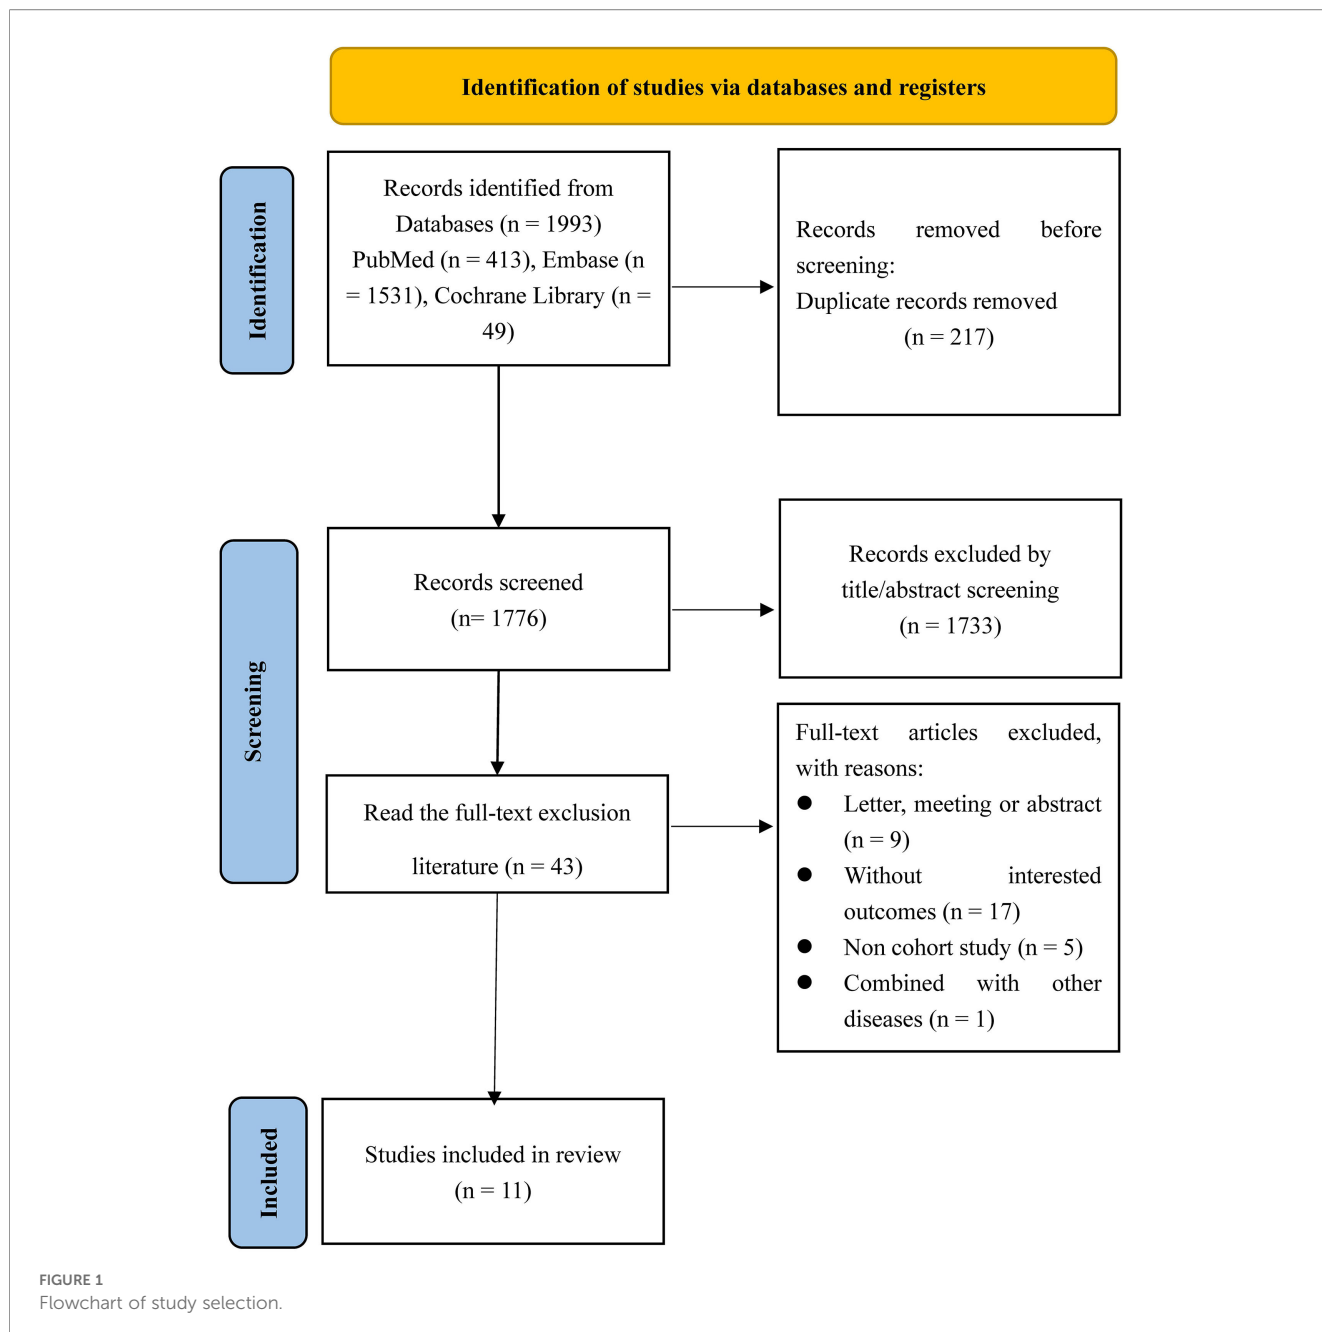 Identification of studies via databases and registers
Identification
Records identified from
Databases (n = 1993)
PubMed (n = 413), Embase (n
= 1531), Cochrane Library (n =
49)
Records removed before
screening:
Duplicate records removed
(n = 217)
Screening
Records screened
(n= 1776)
Records excluded by
title/abstract screening
(n = 1733)
Read the full-text exclusion
literature (n = 43)
Full-text articles excluded,
with reasons:
● Letter, meeting or abstract
(n = 9)
● Without interested
outcomes (n = 17)
● Non cohort study (n = 5)
● Combined with other
diseases (n = 1)
Included
Studies included in review
(n = 11)
FIGURE 1
Flowchart of study selection.